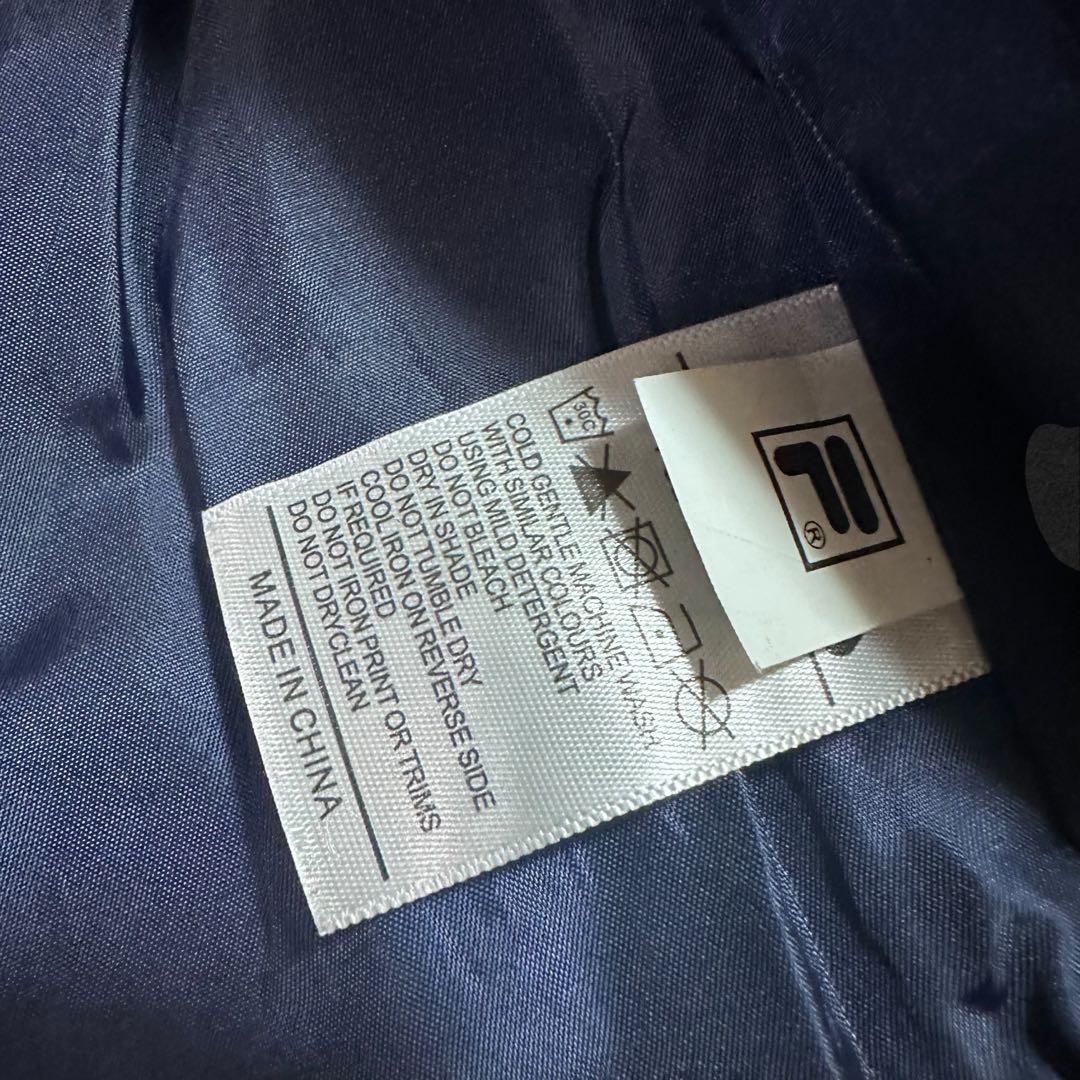 F
®
30C
COLD GENTLE MACHINE WASH
WITH SIMILAR COLOURS
USING MILD DETERGENT
DO NOT BLEACH
DRY IN SHADE
DO NOT TUMBLE DRY
COOL IRON ON REVERSE SIDE
IF REQUIRED
DO NOT IRON PRINT OR TRIMS
DO NOT DRYCLEAN
MADE IN CHINA